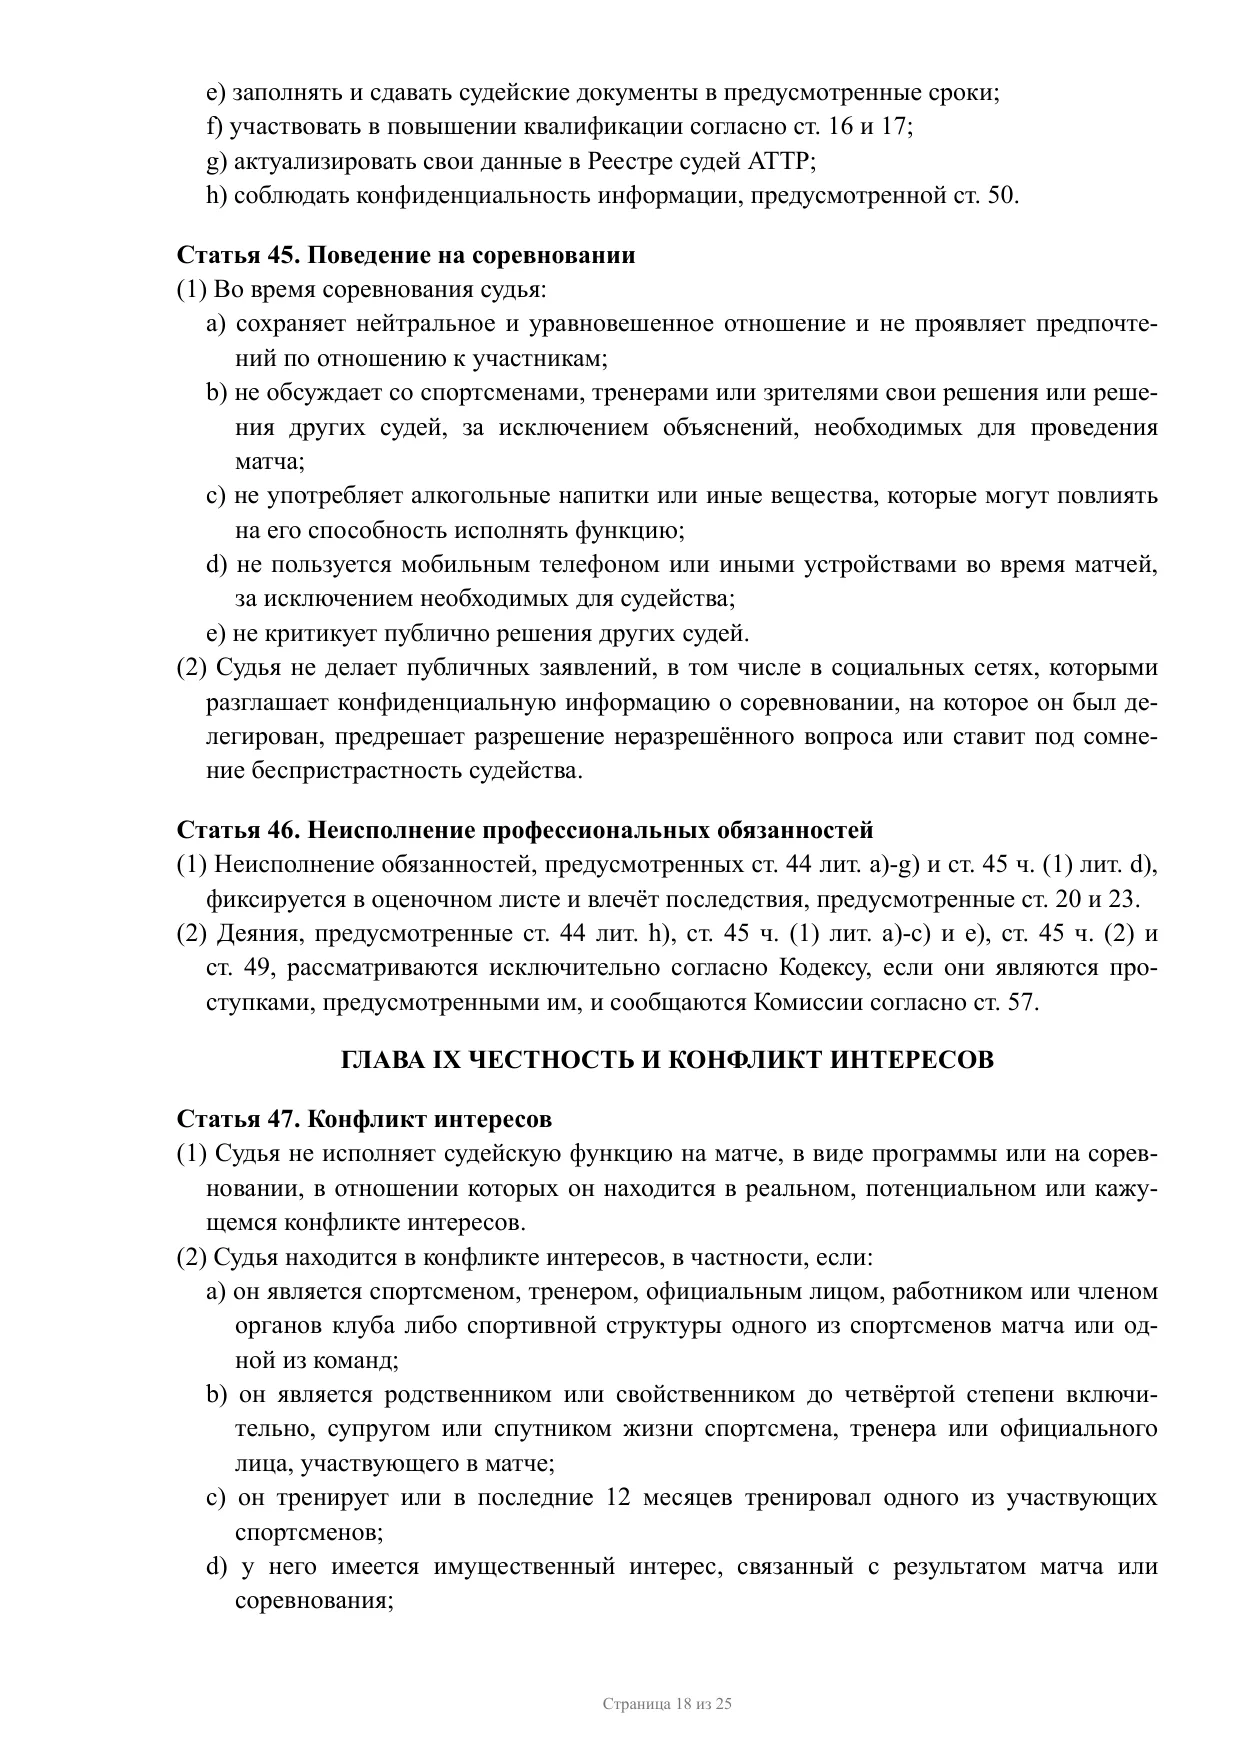 e) заполнять и сдавать судейские документы в предусмотренные сроки;
f) участвовать в повышении квалификации согласно ст. 16 и 17;
g) актуализировать свои данные в Реестре судей АТТР;
h) соблюдать конфиденциальность информации, предусмотренной ст. 50.
Статья 45. Поведение на соревновании
(1) Во время соревнования судья:
a) сохраняет нейтральное и уравновешенное отношение и не проявляет предпочте-
ний по отношению к участникам;
b) не обсуждает со спортсменами, тренерами или зрителями свои решения или реше-
ния других судей, за исключением объяснений, необходимых для проведения
матча;
c) не употребляет алкогольные напитки или иные вещества, которые могут повлиять
на его способность исполнять функцию;
d) не пользуется мобильным телефоном или иными устройствами во время матчей,
за исключением необходимых для судейства;
e) не критикует публично решения других судей.
(2) Судья не делает публичных заявлений, в том числе в социальных сетях, которыми
разглашает конфиденциальную информацию о соревновании, на которое он был де-
легирован, предрешает разрешение неразрешённого вопроса или ставит под сомне-
ние беспристрастность судейства.
Статья 46. Неисполнение профессиональных обязанностей
(1) Неисполнение обязанностей, предусмотренных ст. 44 лит. a)-g) и ст. 45 ч. (1) лит. d),
фиксируется в оценочном листе и влечёт последствия, предусмотренные ст. 20 и 23.
(2) Деяния, предусмотренные ст. 44 лит. h), ст. 45 ч. (1) лит. a)-c) и e), ст. 45 ч. (2) и
ст. 49, рассматриваются исключительно согласно Кодексу, если они являются про-
ступками, предусмотренными им, и сообщаются Комиссии согласно ст. 57.
ГЛАВА IX ЧЕСТНОСТЬ И КОНФЛИКТ ИНТЕРЕСОВ
Статья 47. Конфликт интересов
(1) Судья не исполняет судейскую функцию на матче, в виде программы или на сорев-
новании, в отношении которых он находится в реальном, потенциальном или кажу-
щемся конфликте интересов.
(2) Судья находится в конфликте интересов, в частности, если:
a) он является спортсменом, тренером, официальным лицом, работником или членом
органов клуба либо спортивной структуры одного из спортсменов матча или од-
ной из команд;
b) он является родственником или свойственником до четвёртой степени включи-
тельно, супругом или спутником жизни спортсмена, тренера или официального
лица, участвующего в матче;
c) он тренирует или в последние 12 месяцев тренировал одного из участвующих
спортсменов;
d) у него имеется имущественный интерес, связанный с результатом матча или
соревнования;
Страница 18 из 25